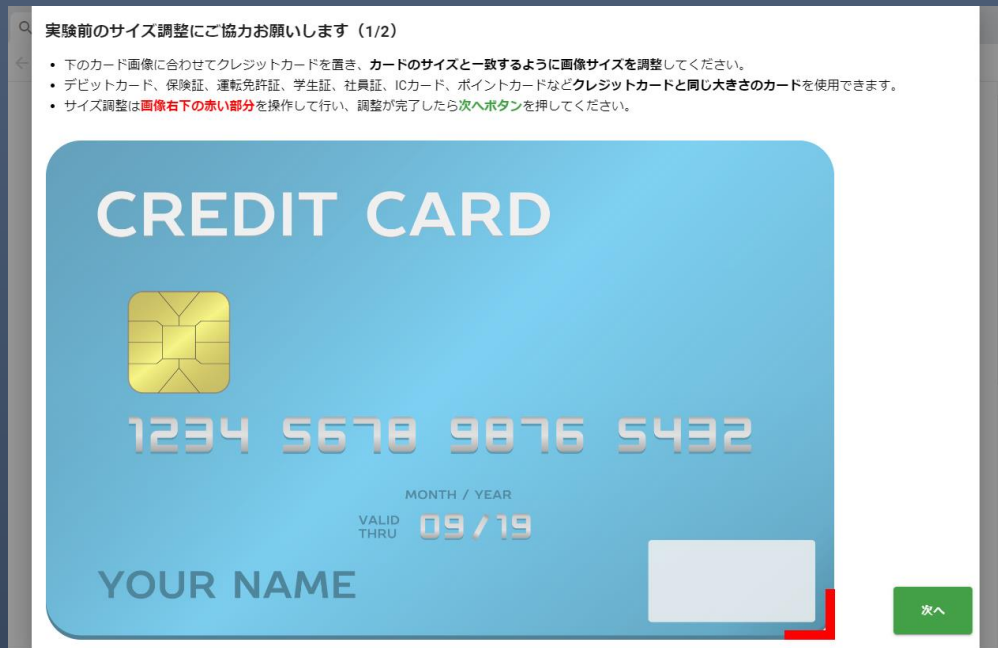 実験前のサイズ調整にご協力お願いします（1/2）
• 下のカード画像に合わせてクレジットカードを置き、カードのサイズと一致するように画像サイズを調整してください。
• デビットカード、保険証、運転免許証、学生証、社員証、ICカード、ポイントカードなどクレジットカードと同じ大きさのカードを使用できます。
• サイズ調整は画像右下の赤い部分を操作して行い、調整が完了したら次へボタンを押してください。
CREDIT CARD
1234 5678 9876 5432
MONTH / YEAR
VALID
THRU 09/19
YOUR NAME
次へ